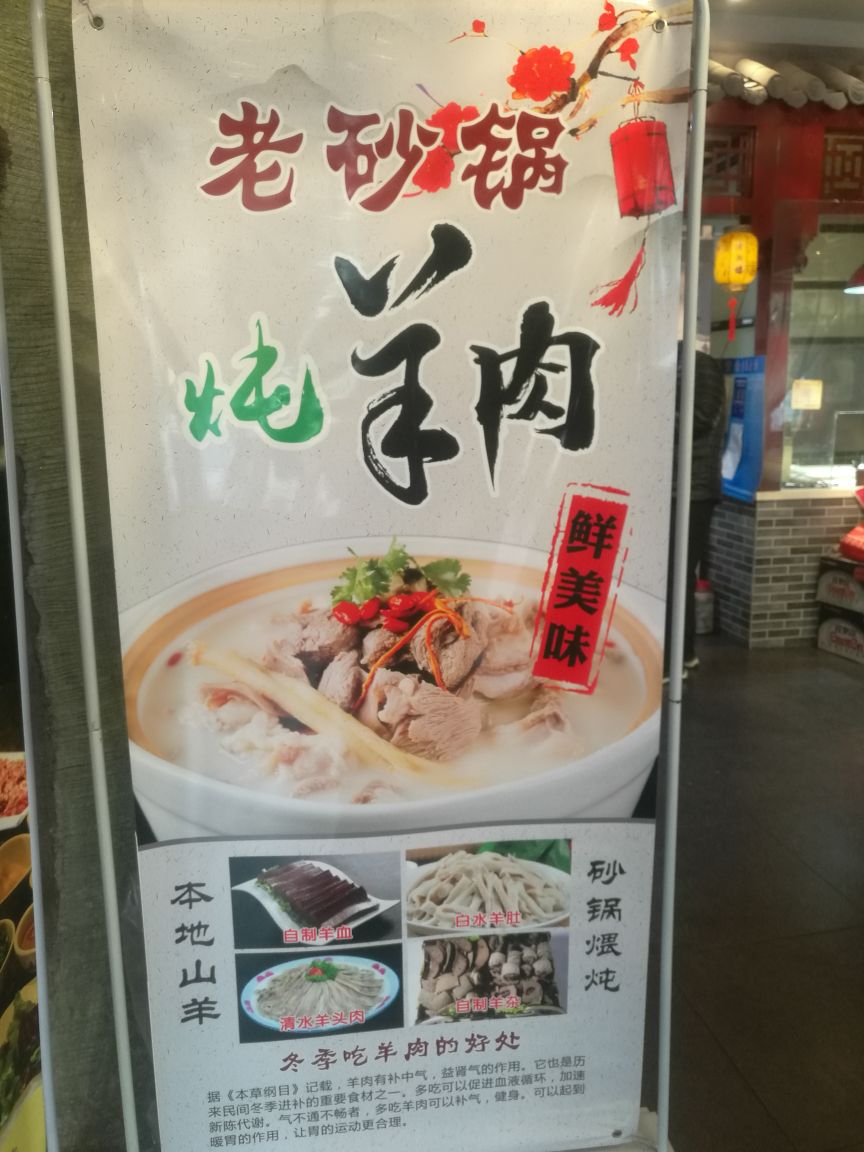 老砂锅
炖羊肉
鲜美味
本地山羊
自制羊血
白水羊肚
清水羊头肉
自制羊杂
砂锅煨炖
冬季吃羊肉的好处
据《本草纲目》记载，羊肉有补中气，益肾气的作用。它也是历
来民间冬季进补的重要食材之一。多吃可以促进血液循环，加速
新陈代谢。气不通不畅者，多吃羊肉可以补气，健身。可以起到
暖胃的作用，让胃的运动更合理。